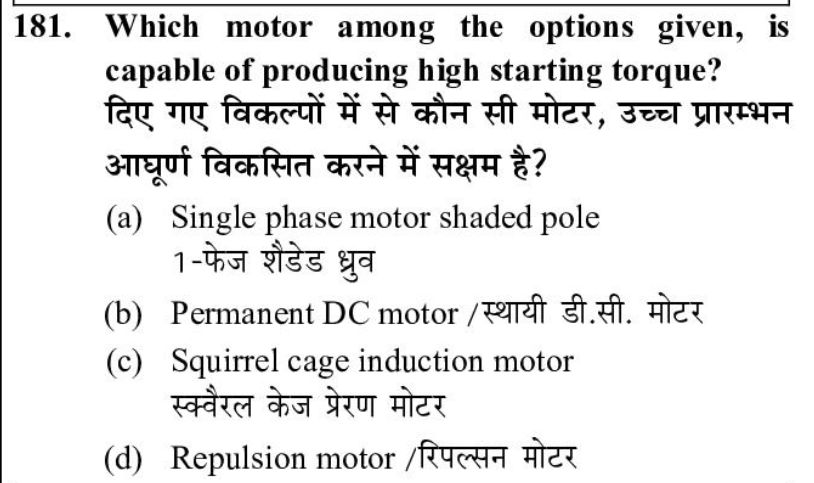 181. Which motor among the options given, is
capable of producing high starting torque?
दिए गए विकल्पों में से कौन सी मोटर, उच्च प्रारम्भन
आघूर्ण विकसित करने में सक्षम है?
(a) Single phase motor shaded pole
1-फेज शैडेड ध्रुव
(b) Permanent DC motor /स्थायी डी.सी. मोटर
(c) Squirrel cage induction motor
स्क्वैरल केज प्रेरण मोटर
(d) Repulsion motor /रिपल्सन मोटर